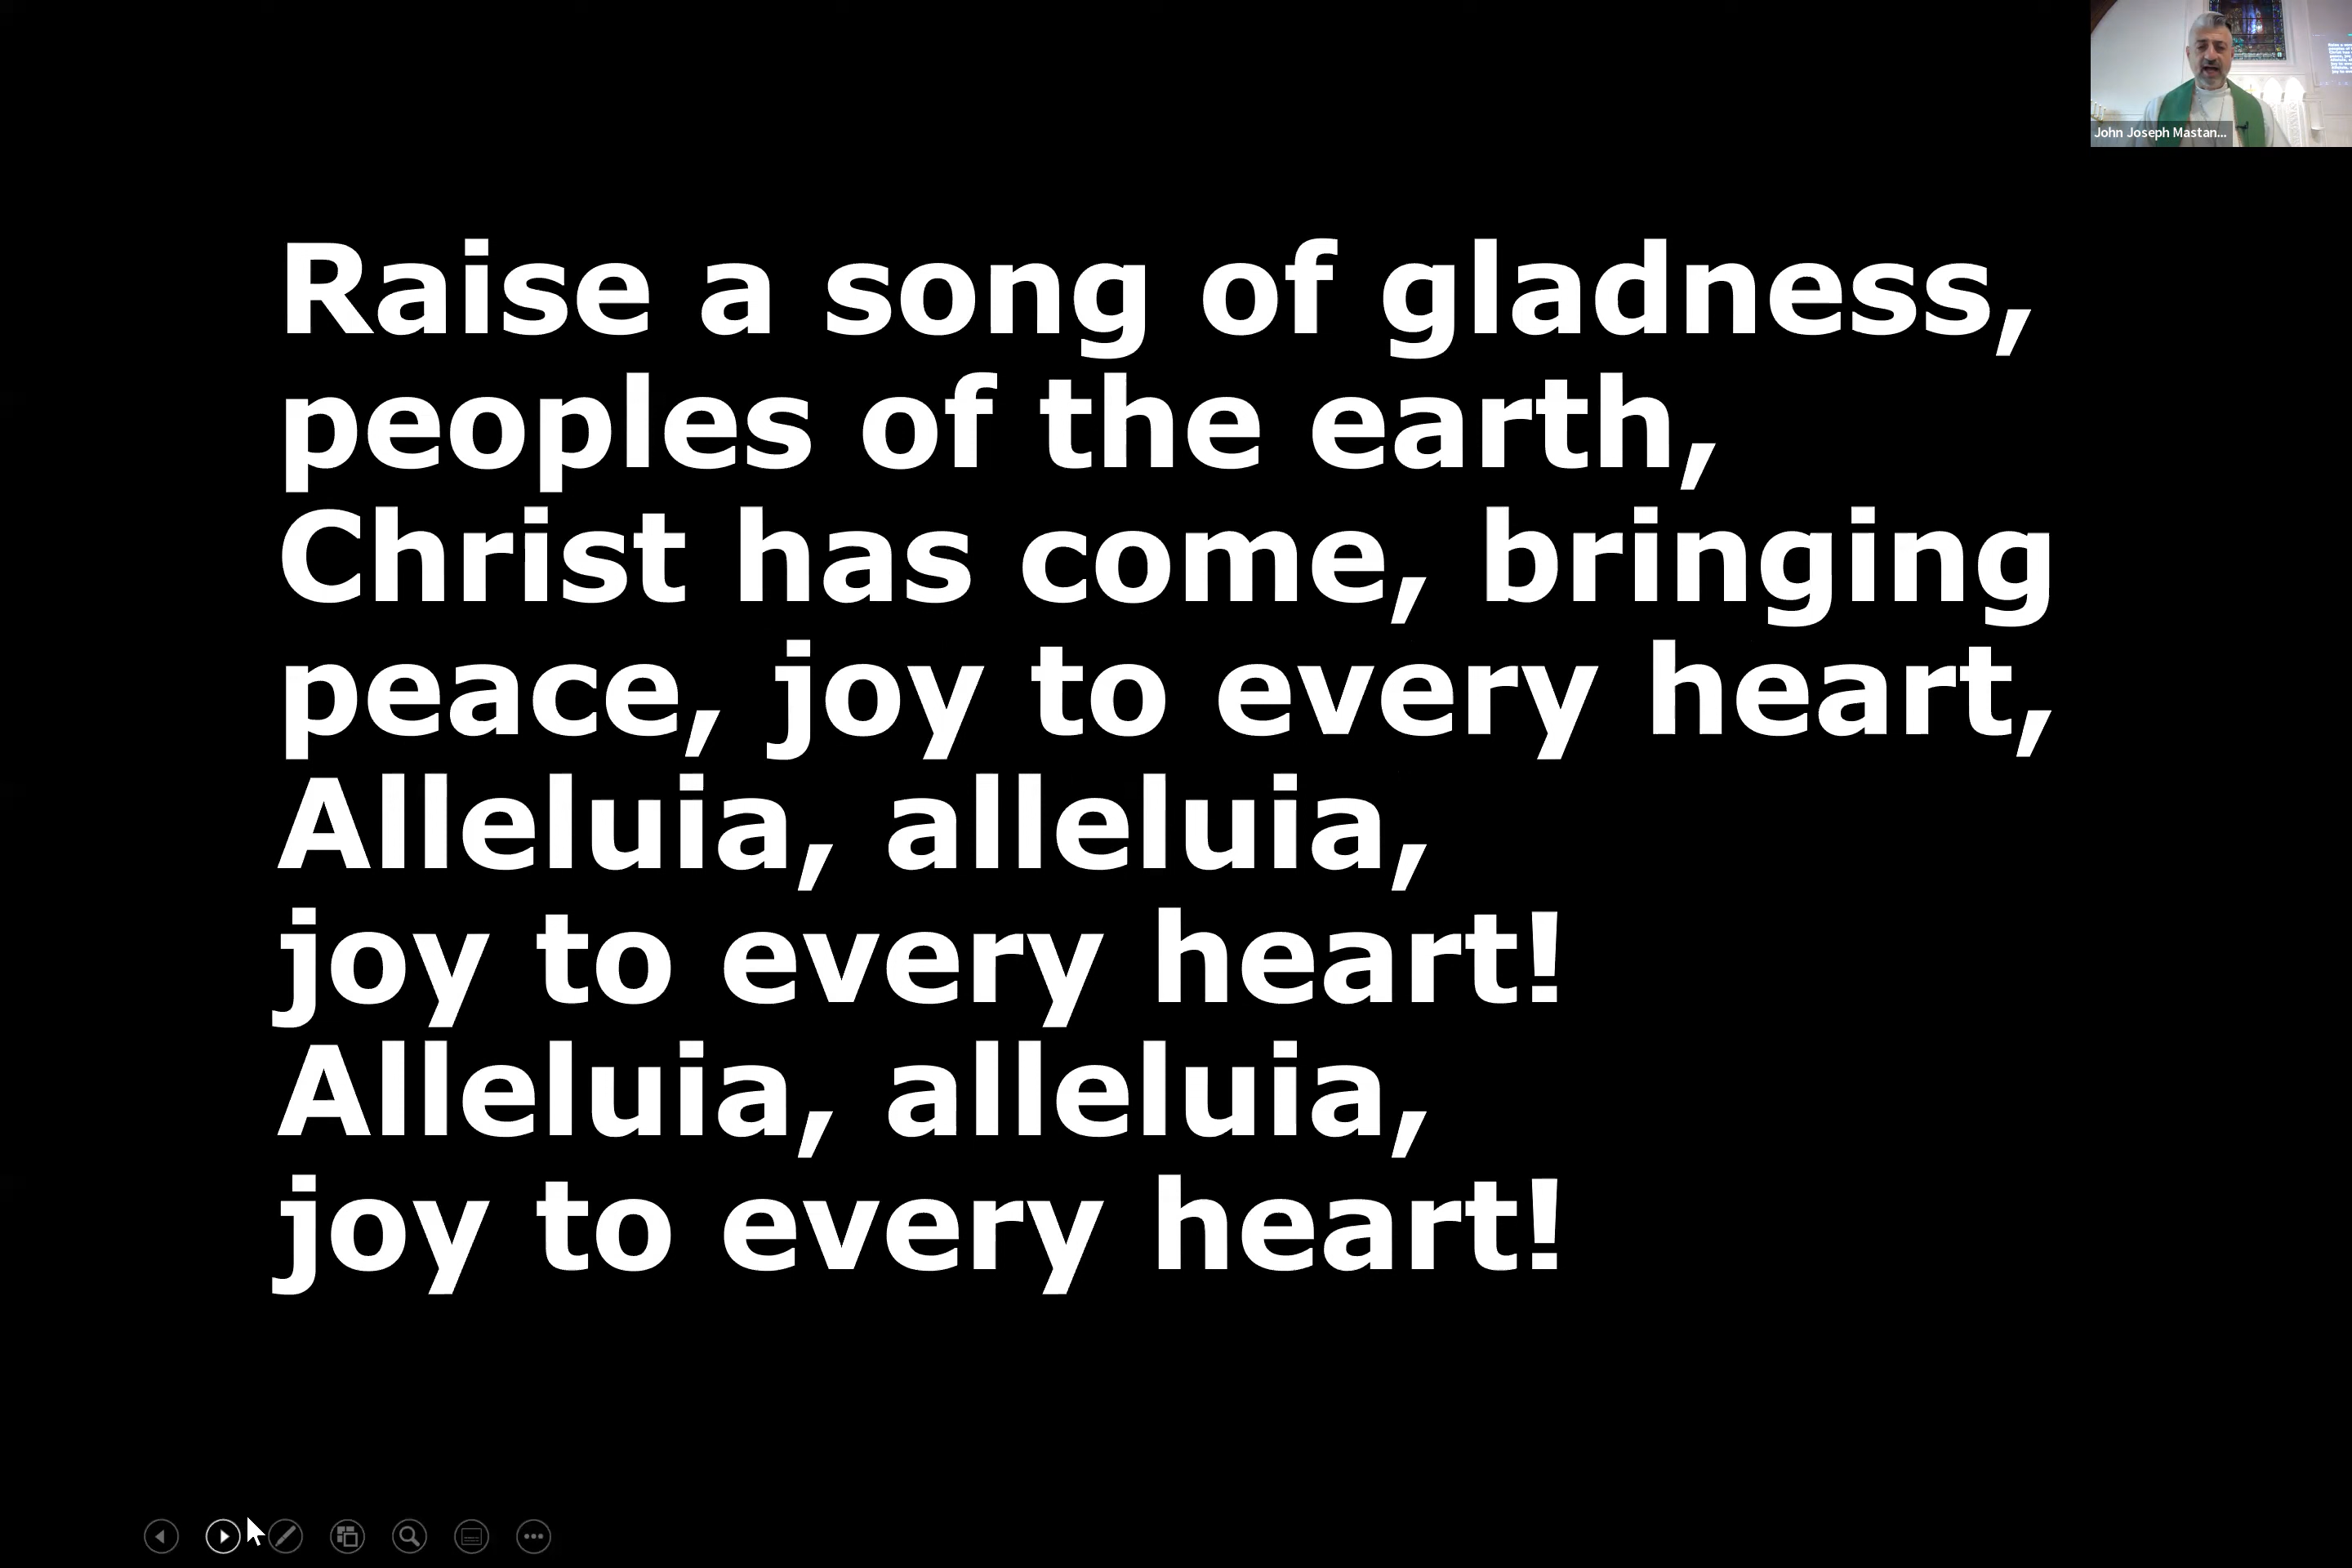 Raise a song of gladness,
peoples of the earth,
Christ has come, bringing
peace, joy to every heart,
Alleluia, alleluia,
joy to every heart!
Alleluia, alleluia,
joy to every heart!
John Joseph Mastan...